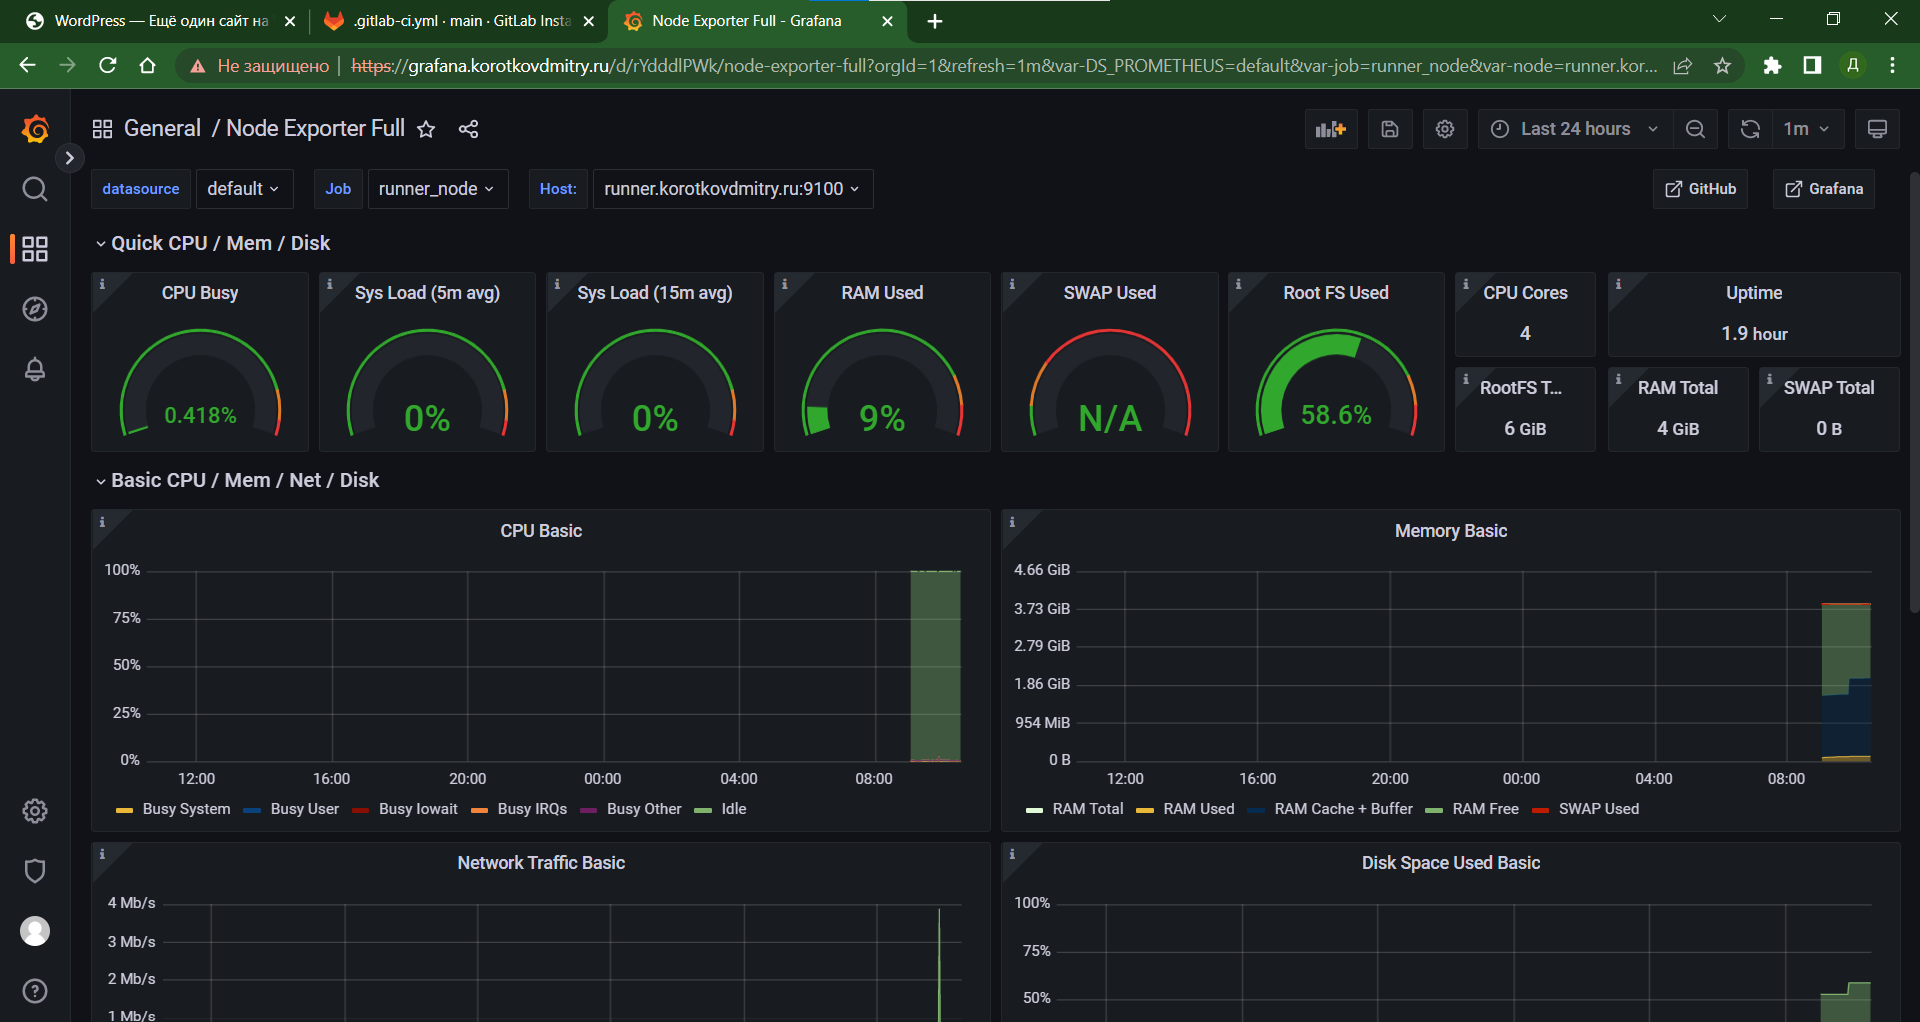 WordPress — Ещё один сайт на
.gitlab-ci.yml · main · GitLab Insta
Node Exporter Full - Grafana
Не защищено
https://grafana.korotkovdmitry.ru/d/rYdddlPWk/node-exporter-full?orgId=1&refresh=1m&var-DS_PROMETHEUS=default&var-job=runner_node&var-node=runner.kor...
Д
General / Node Exporter Full
Last 24 hours
1m
datasource
default
Job
runner_node
Host:
runner.korotkovdmitry.ru:9100
GitHub
Grafana
Quick CPU / Mem / Disk
CPU Busy
0.418%
Sys Load (5m avg)
0%
Sys Load (15m avg)
0%
RAM Used
9%
SWAP Used
N/A
Root FS Used
58.6%
CPU Cores
4
Uptime
1.9 hour
RootFS T...
6 GiB
RAM Total
4 GiB
SWAP Total
0 B
Basic CPU / Mem / Net / Disk
CPU Basic
100%
75%
50%
25%
0%
12:00 16:00 20:00 00:00 04:00 08:00
Busy System Busy User Busy Iowait Busy IRQs Busy Other Idle
Memory Basic
4.66 GiB
3.73 GiB
2.79 GiB
1.86 GiB
954 MiB
0 B
12:00 16:00 20:00 00:00 04:00 08:00
RAM Total RAM Used RAM Cache + Buffer RAM Free SWAP Used
Network Traffic Basic
4 Mb/s
3 Mb/s
2 Mb/s
1 Mb/s
Disk Space Used Basic
100%
75%
50%